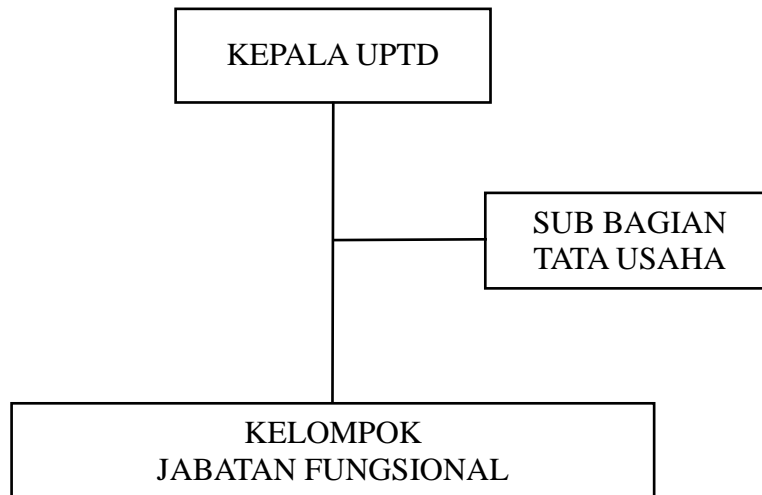 KEPALA UPTD
SUB BAGIAN
TATA USAHA
KELOMPOK
JABATAN FUNGSIONAL